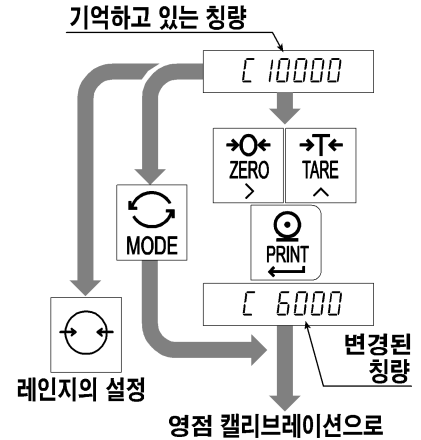 기억하고 있는 칭량
C 10000
→0←
ZERO
>
→T←
TARE
^
MODE
PRINT
C 6000
변경된
칭량
레인지의 설정
영점 캘리브레이션으로